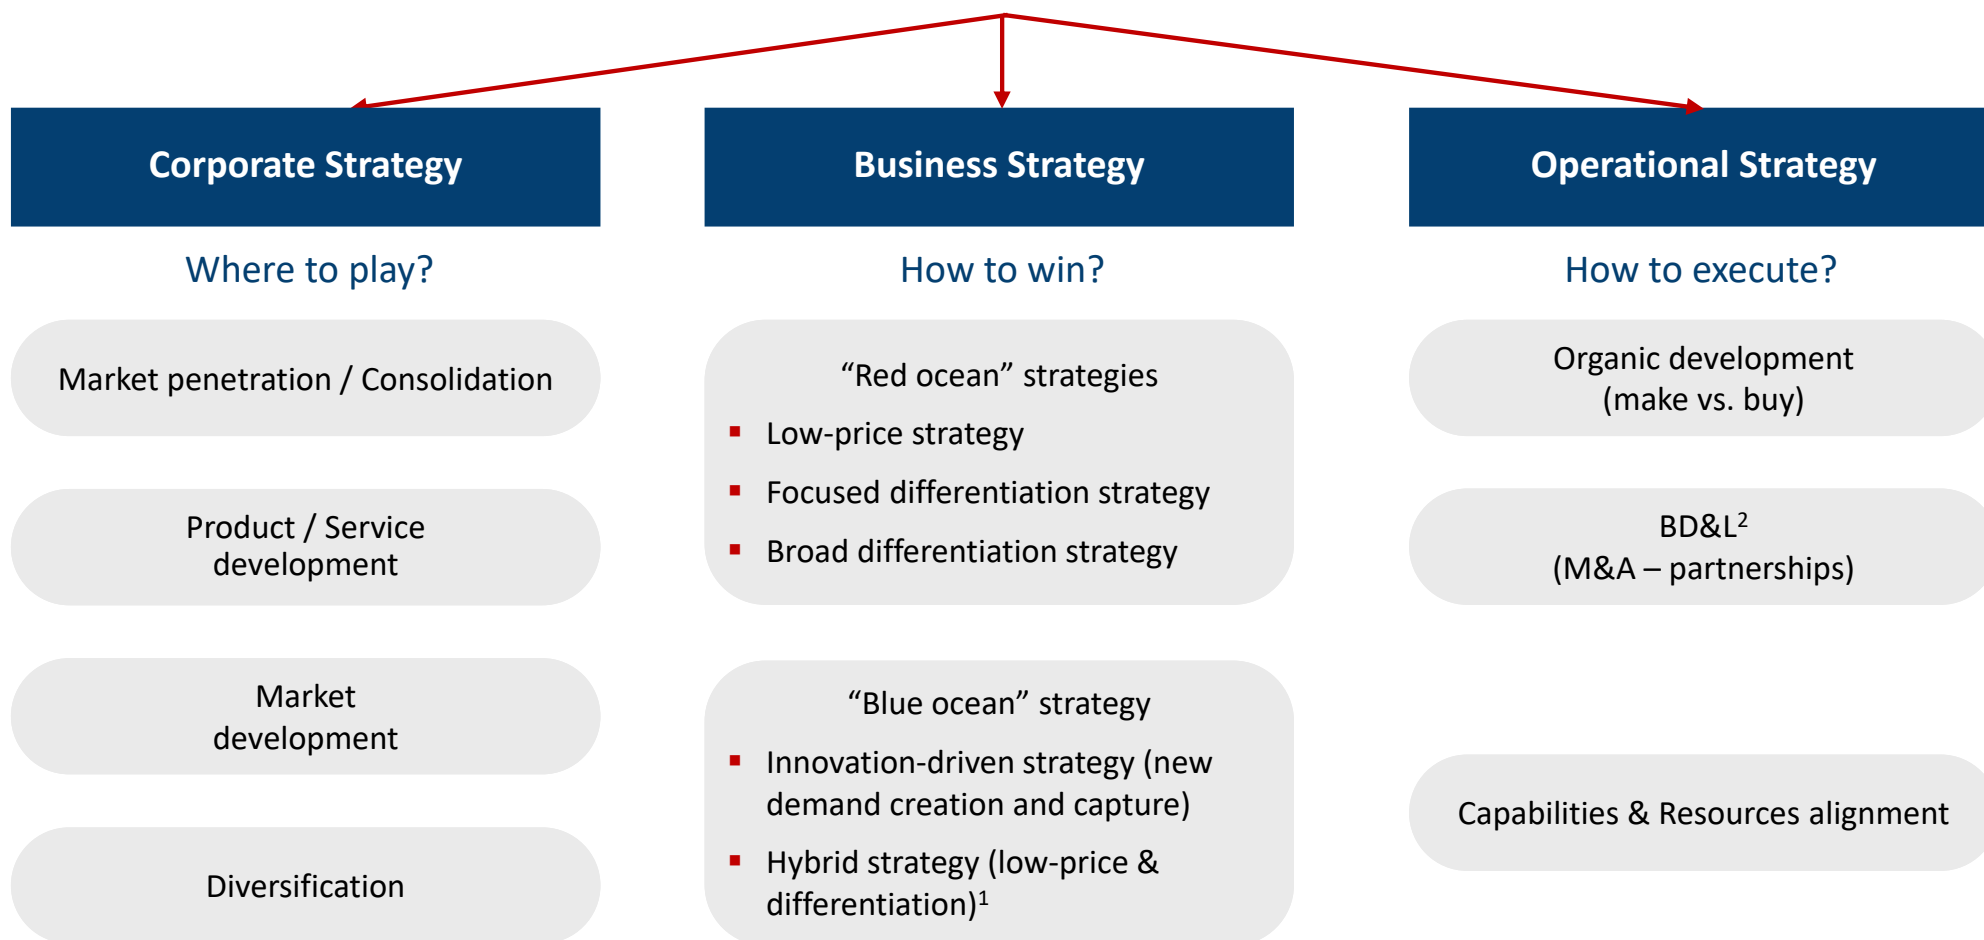 Corporate Strategy
Where to play?
Market penetration / Consolidation
Product / Service
development
Market
development
Diversification
Business Strategy
How to win?
“Red ocean” strategies
▪ Low-price strategy
▪ Focused differentiation strategy
▪ Broad differentiation strategy
“Blue ocean” strategy
▪ Innovation-driven strategy (new
demand creation and capture)
▪ Hybrid strategy (low-price &
differentiation)¹
Operational Strategy
How to execute?
Organic development
(make vs. buy)
BD&L²
(M&A – partnerships)
Capabilities & Resources alignment